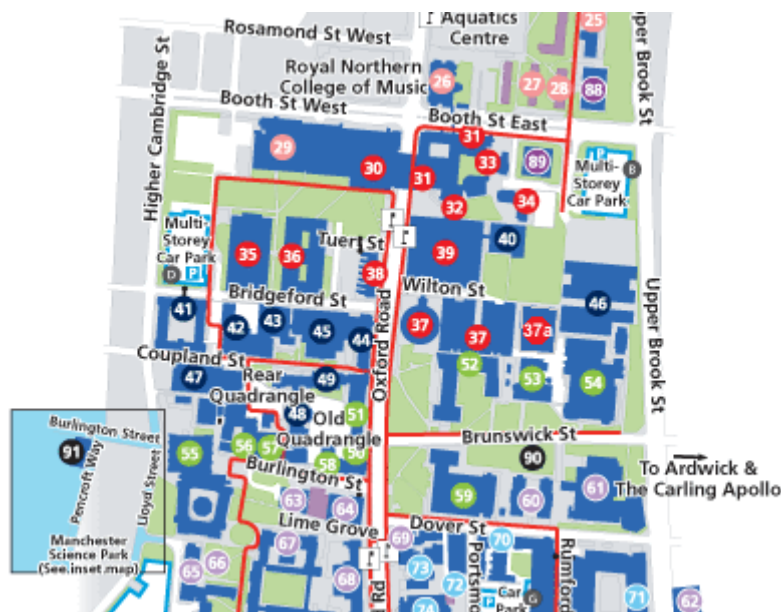 Aquatics
Centre
25
Upper Brook St
Rosamond St West
Higher Cambridge St
Royal Northern
College of Music
26
27
28
88
Booth St West
Booth St East
31
29
30
31
33
89
P
Multi-
Storey
Car Park
B
32
34
Multi-
Storey
Car Park
D
P
35
36
Tuer St
38
39
40
Wilton St
Bridgeford St
41
42
43
45
44
37
37
37a
46
Oxford Road
Upper Brook St
Coupland St
47
Rear
Quadrangle
49
48
Old
Quadrangle
51
52
53
54
Burlington Street
91
Pencroft Way
Lloyd Street
Manchester
Science Park
(See inset map)
55
56
57
58
50
Burlington St
Brunswick St
90
To Ardwick &
The Carling Apollo
59
60
61
63
64
Lime Grove
69
Dover St
70
65
66
67
68
Rd
73
72
74
Portsmo
P
Car
Park
G
Rumford
71
62